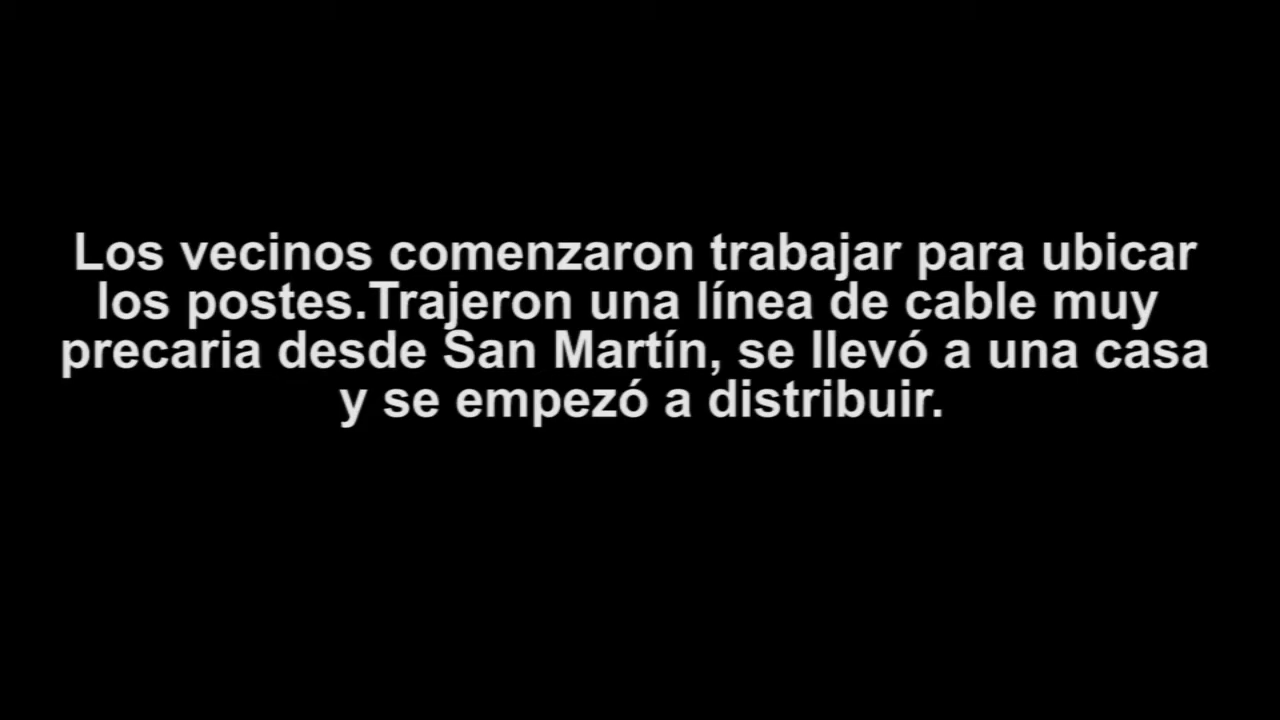 Los vecinos comenzaron trabajar para ubicar
los postes.Trajeron una línea de cable muy
precaria desde San Martín, se llevó a una casa
y se empezó a distribuir.